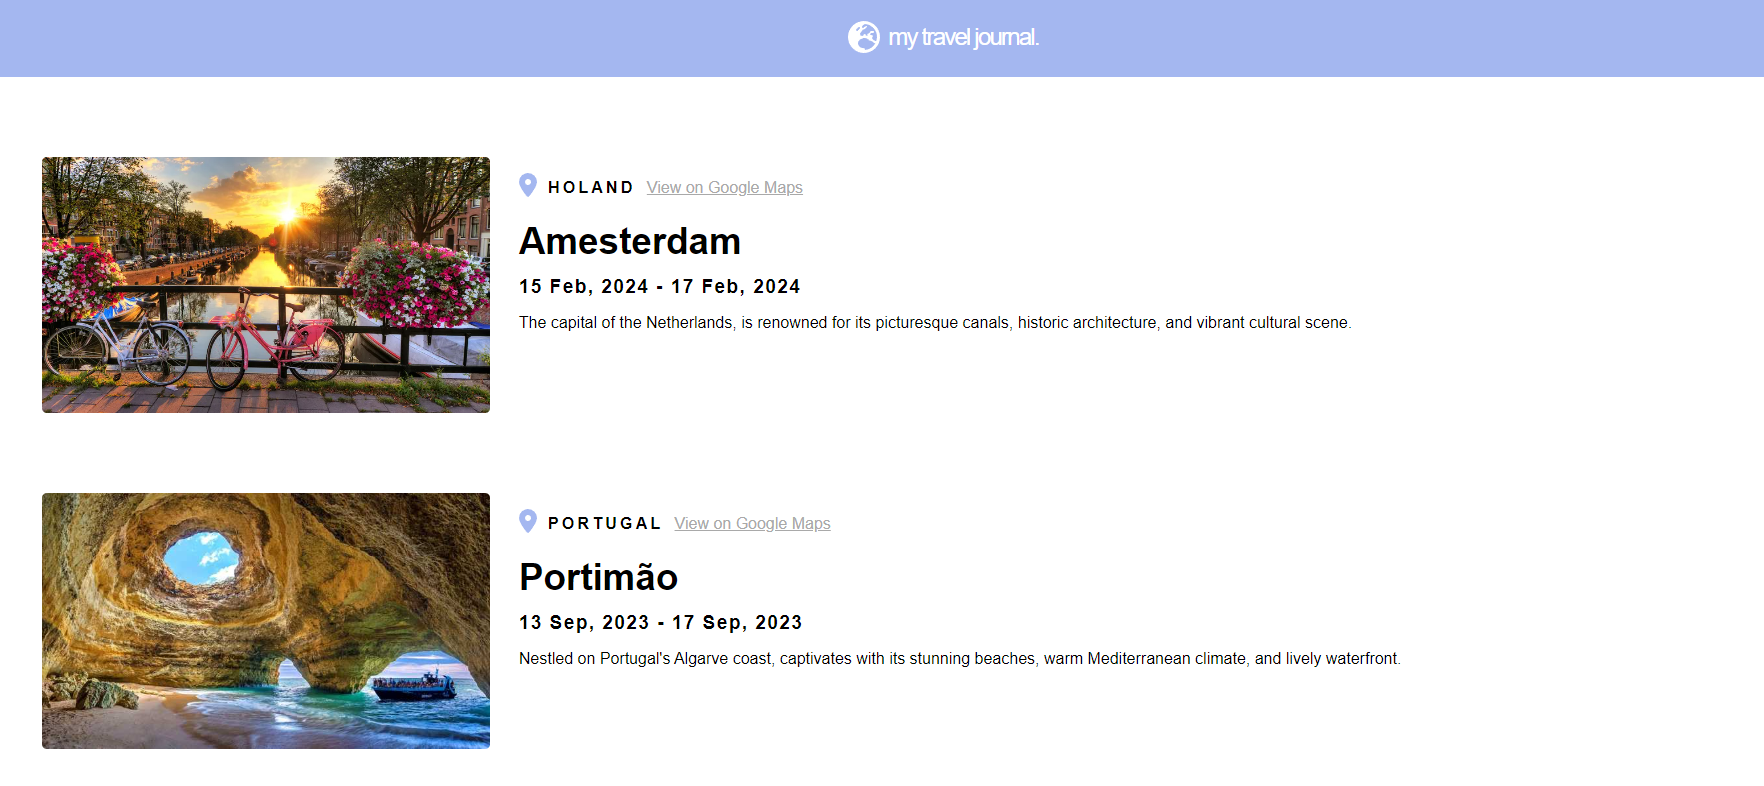 my travel journal.
HOLAND View on Google Maps
Amesterdam
15 Feb, 2024 - 17 Feb, 2024
The capital of the Netherlands, is renowned for its picturesque canals, historic architecture, and vibrant cultural scene.
PORTUGAL View on Google Maps
Portimão
13 Sep, 2023 - 17 Sep, 2023
Nestled on Portugal's Algarve coast, captivates with its stunning beaches, warm Mediterranean climate, and lively waterfront.